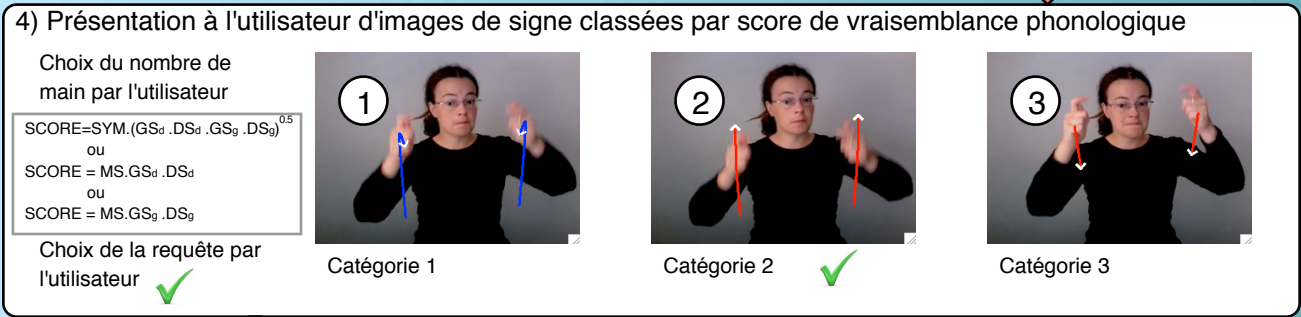 4) Présentation à l'utilisateur d'images de signe classées par score de vraisemblance phonologique
Choix du nombre de
main par l'utilisateur
SCORE=SYM.(GSd .DSd .GSg .DSg)^0.5
ou
SCORE = MS.GSd .DSd
ou
SCORE = MS.GSg .DSg
Choix de la requête par
l'utilisateur
1
Catégorie 1
2
Catégorie 2
3
Catégorie 3